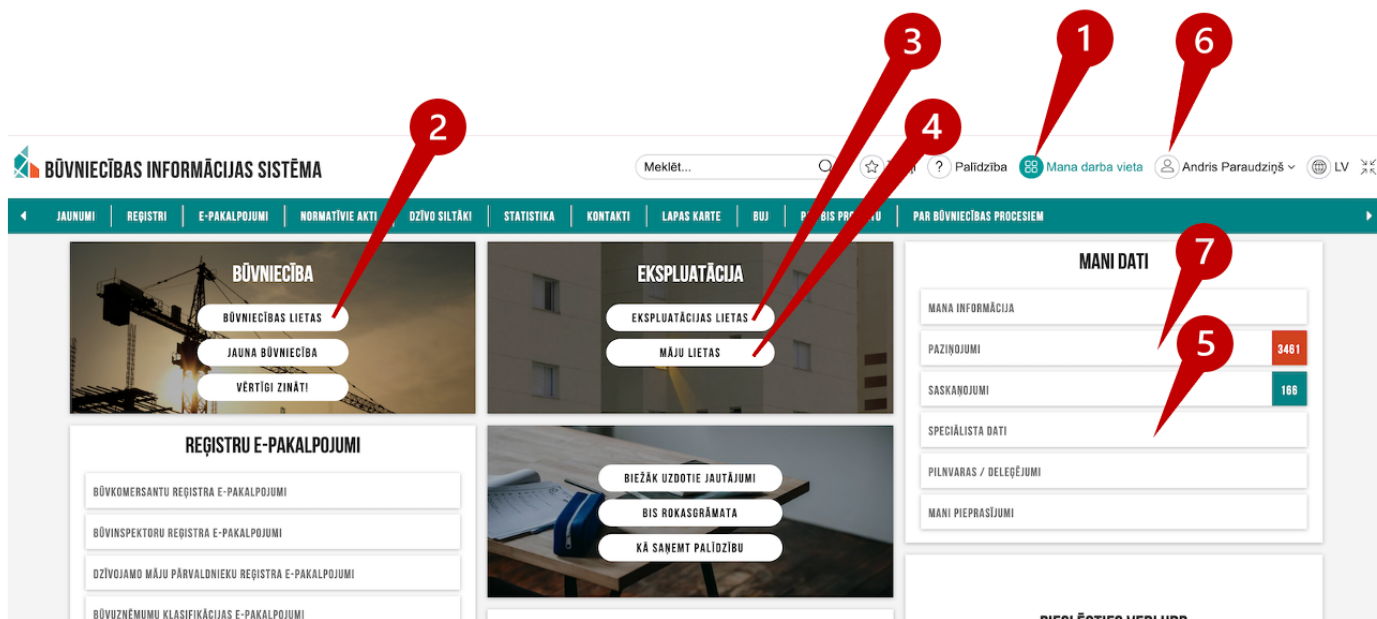 3
1
6
2
4
BŪVNIECĪBAS INFORMĀCIJAS SISTĒMA
Meklēt...
? Palīdzība
Mana darba vieta
Andris Paraudziņš
LV
JAUNUMI
REĢISTRI
E-PAKALPOJUMI
NORMATĪVIE AKTI
DZĪVO SILTĀK!
STATISTIKA
KONTAKTI
LAPAS KARTE
BUJ
PAR BŪVNIECĪBAS PROCESIEM
BŪVNIECĪBA
BŪVNIECĪBAS LIETAS
JAUNA BŪVNIECĪBA
VĒRTĪGI ZINĀT!
EKSPLUATĀCIJA
EKSPLUATĀCIJAS LIETAS
MĀJU LIETAS
MANI DATI
7
MANA INFORMĀCIJA
PAZIŅOJUMI
5
3461
SASKAŅOJUMI
166
SPECIĀLISTA DATI
PILNVARAS / DELEĢĒJUMI
MANI PIEPRASĪJUMI
REĢISTRU E-PAKALPOJUMI
BŪVKOMERSANTU REĢISTRA E-PAKALPOJUMI
BŪVINSPEKTORU REĢISTRA E-PAKALPOJUMI
DZĪVOJAMO MĀJU PĀRVALDNIEKU REĢISTRA E-PAKALPOJUMI
BŪVUZŅĒMUMU KLASIFIKĀCIJAS E-PAKALPOJUMI
BIEŽĀK UZDOTIE JAUTĀJUMI
BIS ROKASGRĀMATA
KĀ SAŅEMT PALĪDZĪBU